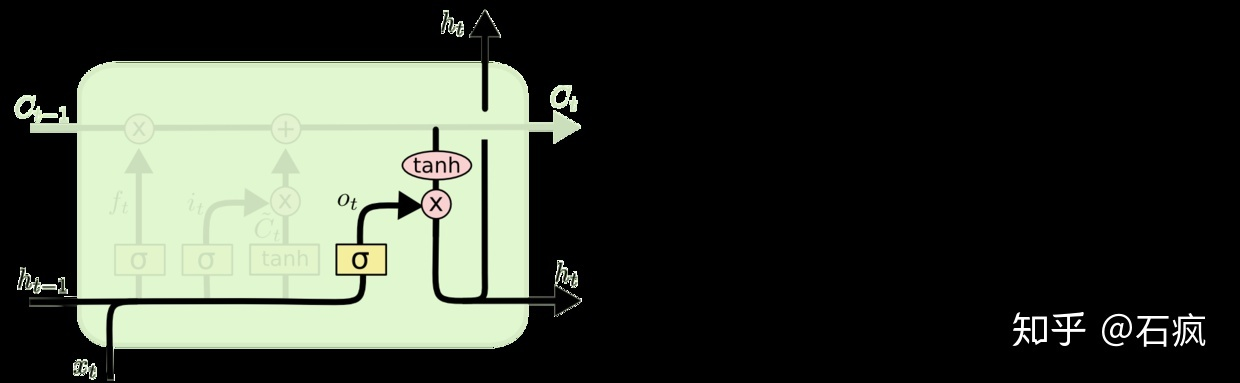 h_t
C_{t-1}
C_t
x
+
tanh
f_t
i_t
x
o_t
x
C̃_t
σ
σ
tanh
σ
h_{t-1}
h_t
x_t
知乎 @石疯